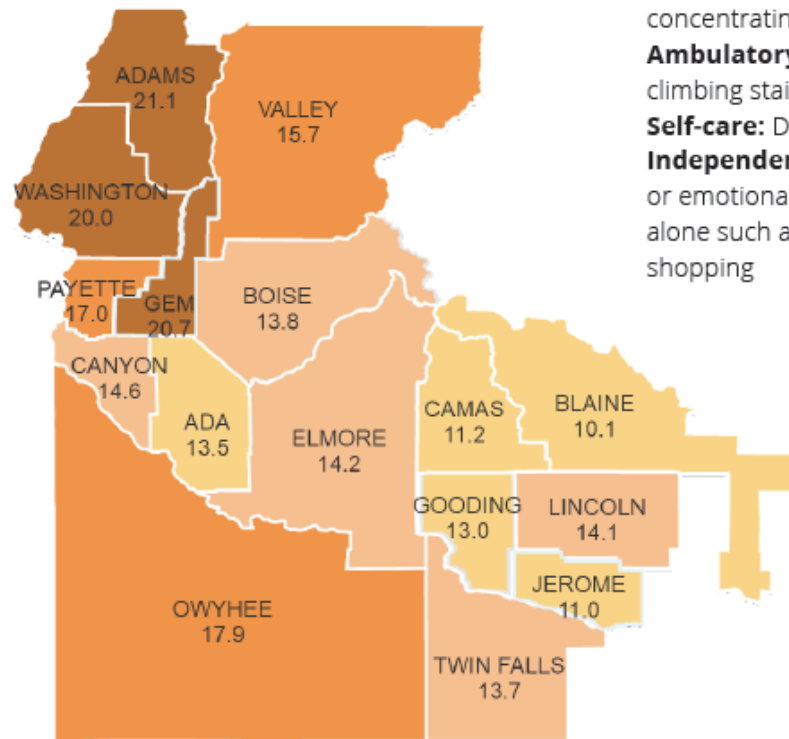 concentratin
Ambulatory
climbing stai
Self-care: D
Independen
or emotiona
alone such a
shopping
ADAMS
21.1
VALLEY
15.7
WASHINGTON
20.0
PAYETTE
17.0
GEM
20.7
BOISE
13.8
CANYON
14.6
ADA
13.5
ELMORE
14.2
CAMAS
11.2
BLAINE
10.1
GOODING
13.0
LINCOLN
14.1
JEROME
11.0
OWYHEE
17.9
TWIN FALLS
13.7